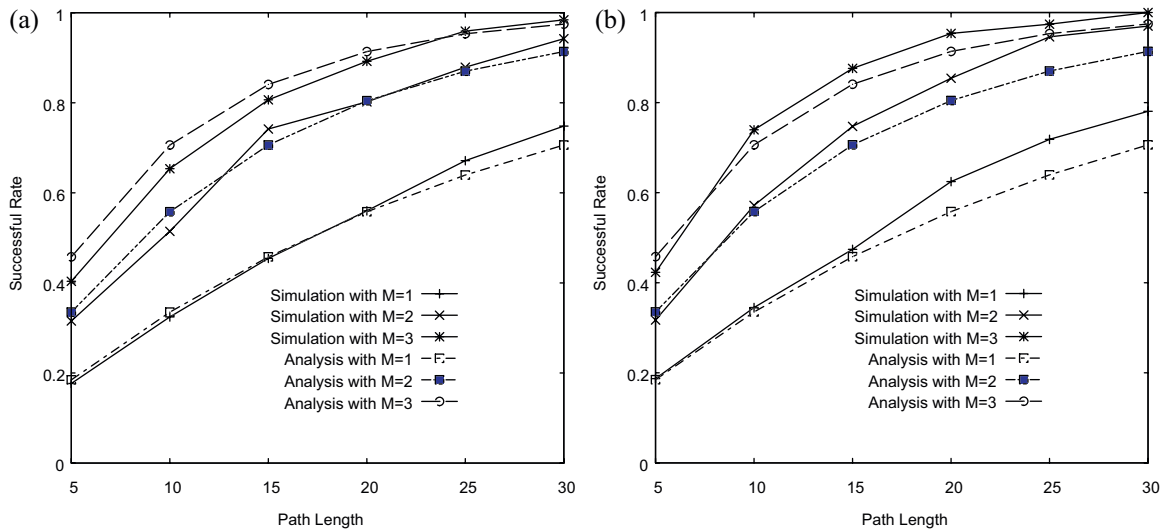 (a)
1
0.8
0.6
0.4
0.2
0
Successful Rate
5 10 15 20 25 30
Path Length
Simulation with M=1
Simulation with M=2
Simulation with M=3
Analysis with M=1
Analysis with M=2
Analysis with M=3
(b)
1
0.8
0.6
0.4
0.2
0
Successful Rate
5 10 15 20 25 30
Path Length
Simulation with M=1
Simulation with M=2
Simulation with M=3
Analysis with M=1
Analysis with M=2
Analysis with M=3